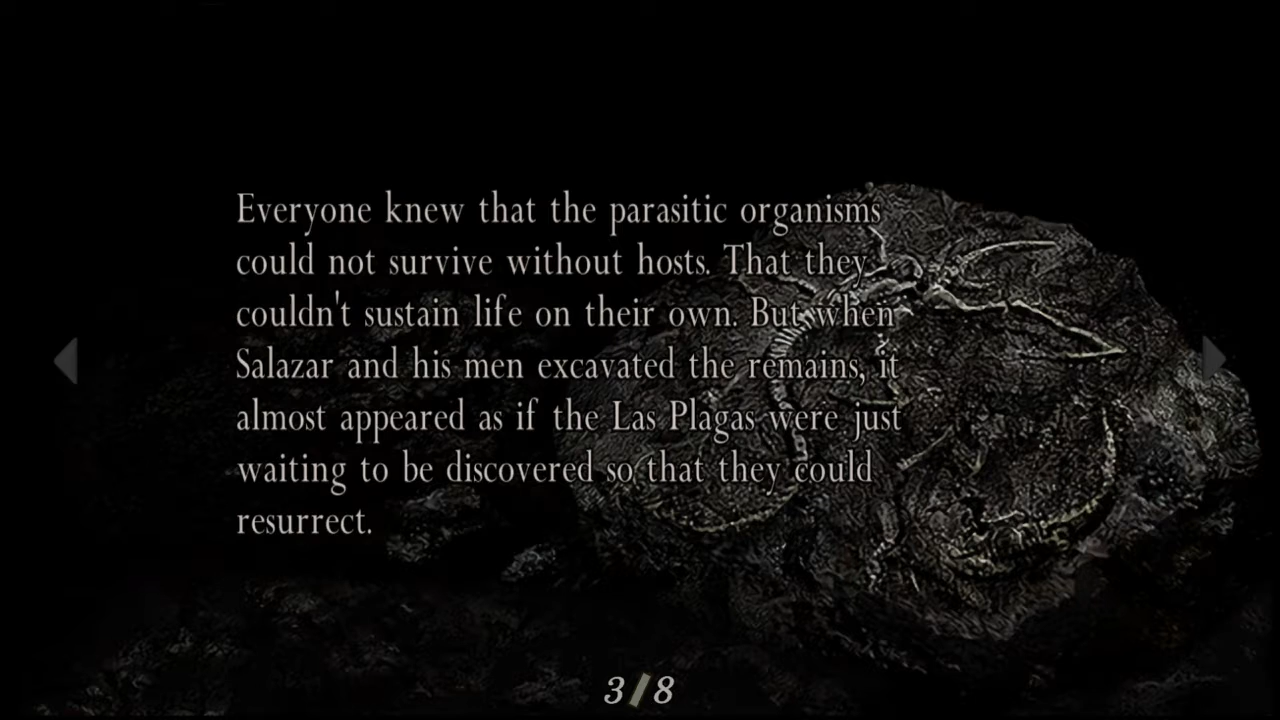 Everyone knew that the parasitic organisms
could not survive without hosts. That they
couldn't sustain life on their own. But when
Salazar and his men excavated the remains, it
almost appeared as if the Las Plagas were just
waiting to be discovered so that they could
resurrect.
3/8